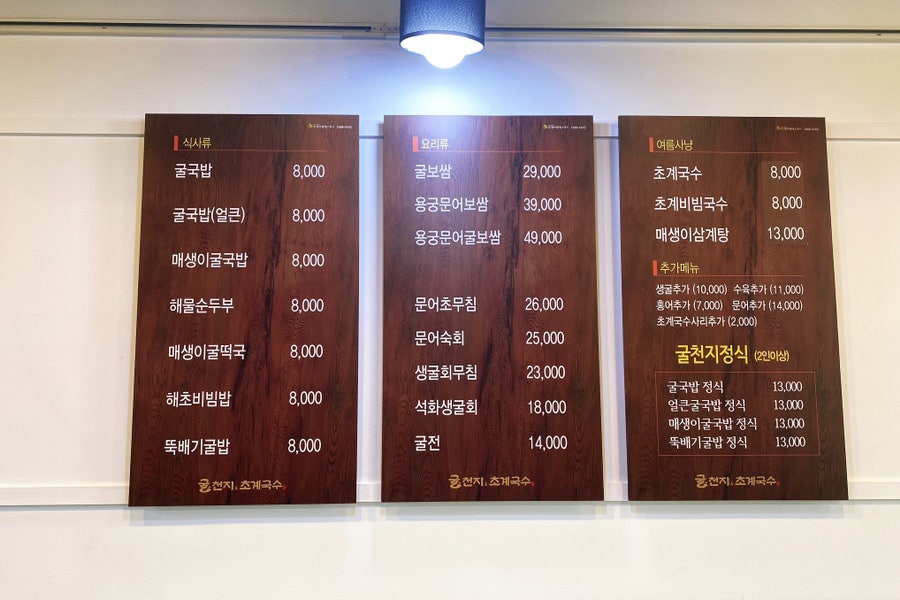 식사류
굴국밥 8,000
굴국밥(얼큰) 8,000
매생이굴국밥 8,000
해물순두부 8,000
매생이굴떡국 8,000
해초비빔밥 8,000
뚝배기굴밥 8,000
굴천지& 초계국수
요리류
굴보쌈 29,000
용궁문어보쌈 39,000
용궁문어굴보쌈 49,000
문어초무침 26,000
문어숙회 25,000
생굴회무침 23,000
석화생굴회 18,000
굴전 14,000
굴천지& 초계국수
여름사냥
초계국수 8,000
초계비빔국수 8,000
매생이삼계탕 13,000
추가메뉴
생굴추가 (10,000) 수육추가 (11,000)
홍어추가 (7,000) 문어추가 (14,000)
초계국수사리추가 (2,000)
굴천지정식 (2인이상)
굴국밥 정식 13,000
얼큰굴국밥 정식 13,000
매생이굴국밥 정식 13,000
뚝배기굴밥 정식 13,000
굴천지& 초계국수